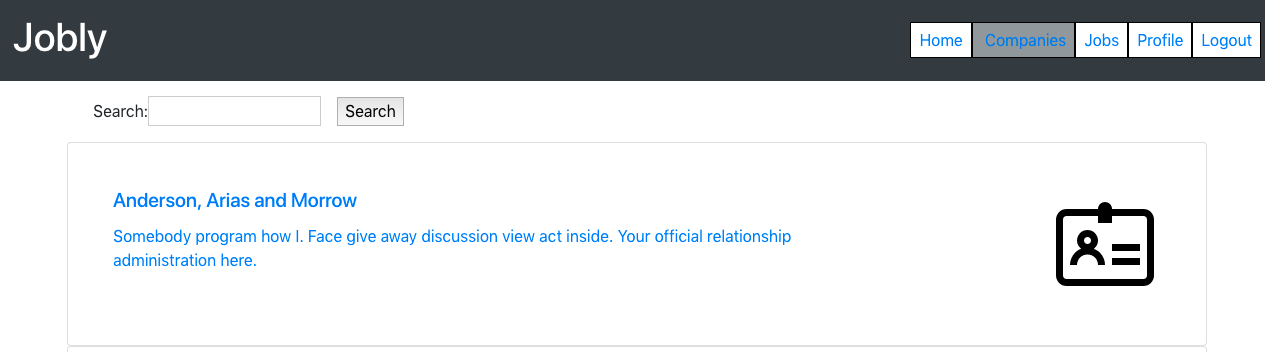 Jobly
Home Companies Jobs Profile Logout
Search: Search
Anderson, Arias and Morrow
Somebody program how I. Face give away discussion view act inside. Your official relationship
administration here.